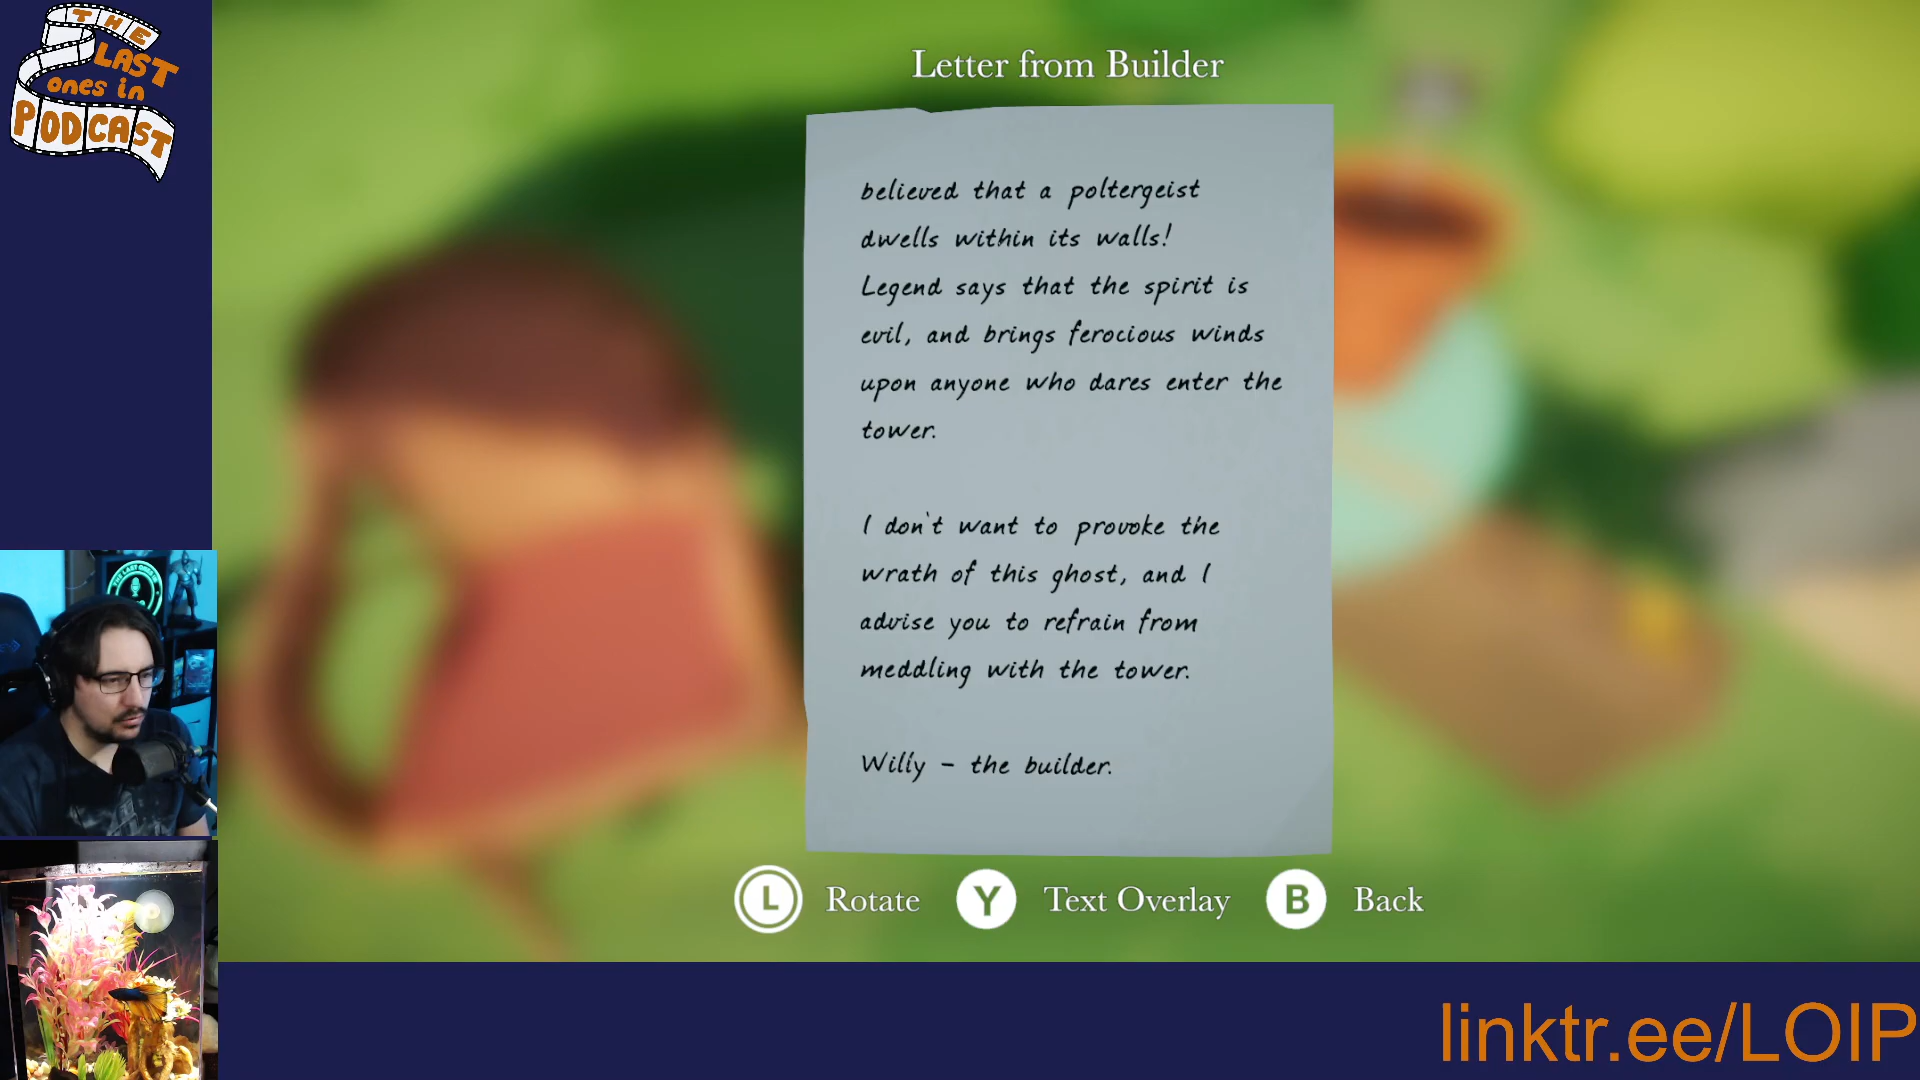 THE
LAST
ones in
PODCAST
Letter from Builder
believed that a poltergeist
dwells within its walls!
Legend says that the spirit is
evil, and brings ferocious winds
upon anyone who dares enter the
tower.
I don't want to provoke the
wrath of this ghost, and I
advise you to refrain from
meddling with the tower.
Willy - the builder.
L Rotate Y Text Overlay B Back
linktr.ee/LOIP